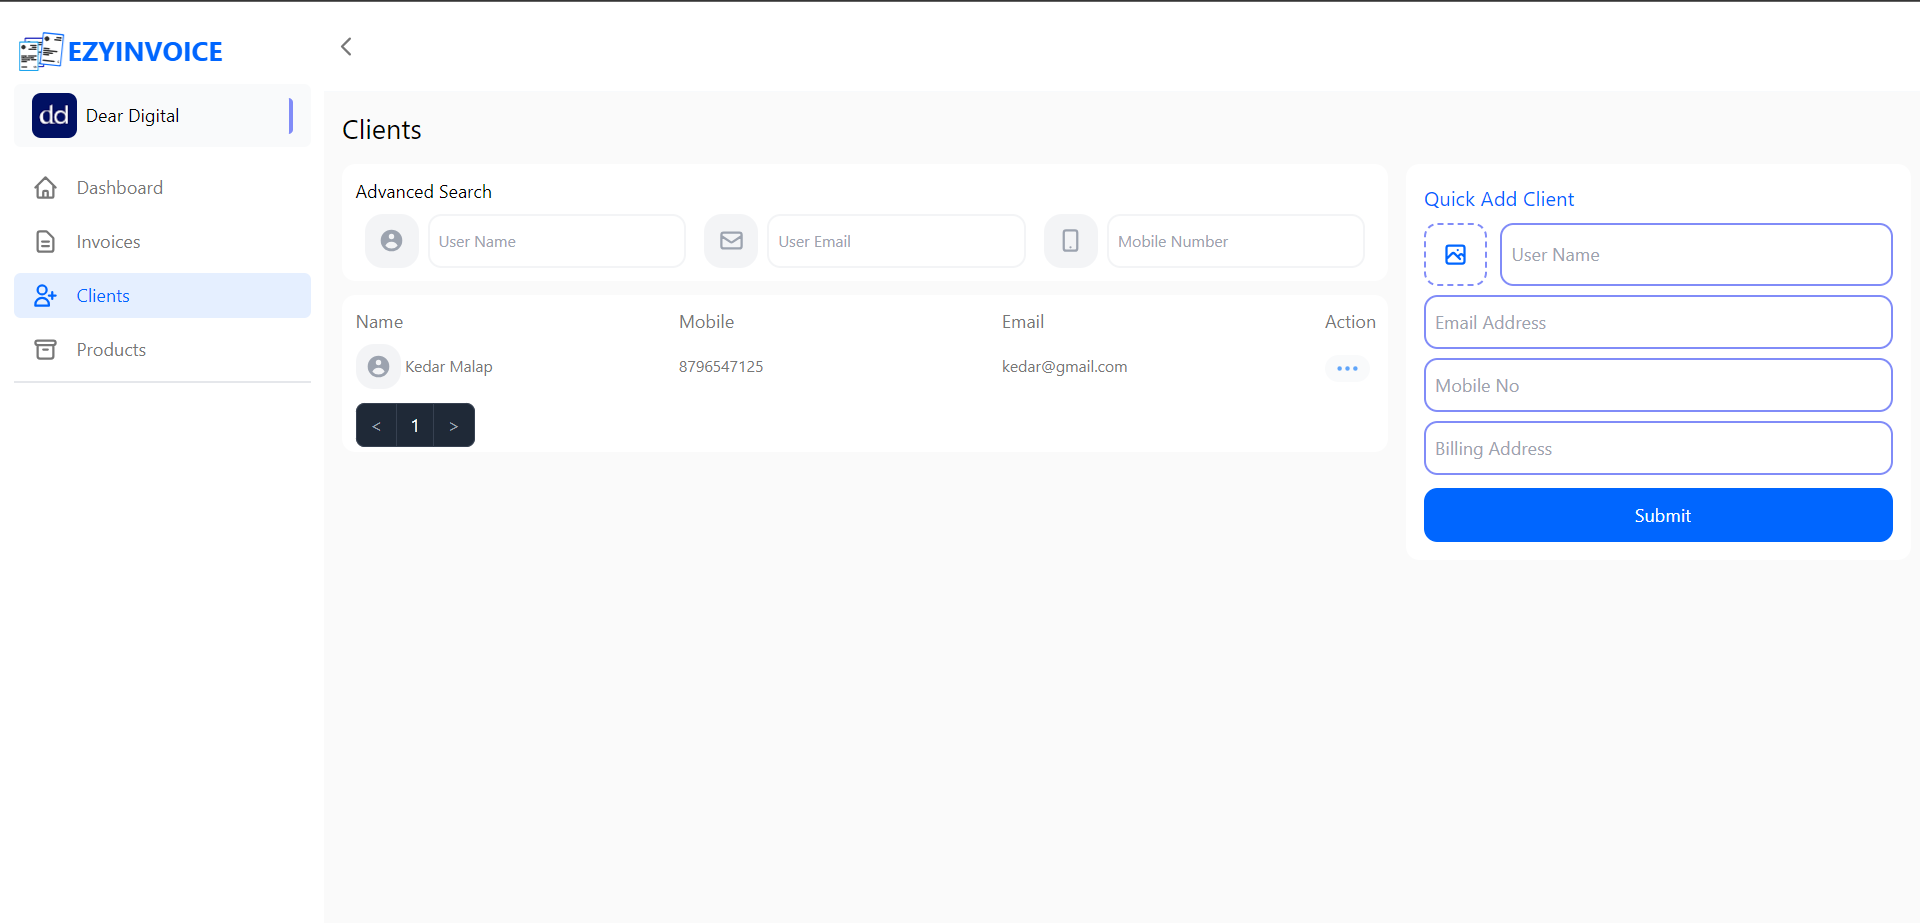 EZYINVOICE
dd Dear Digital
Dashboard
Invoices
Clients
Products
Clients
Advanced Search
User Name User Email Mobile Number
Name Mobile Email Action
Kedar Malap 8796547125 kedar@gmail.com
< 1 >
Quick Add Client
User Name
Email Address
Mobile No
Billing Address
Submit